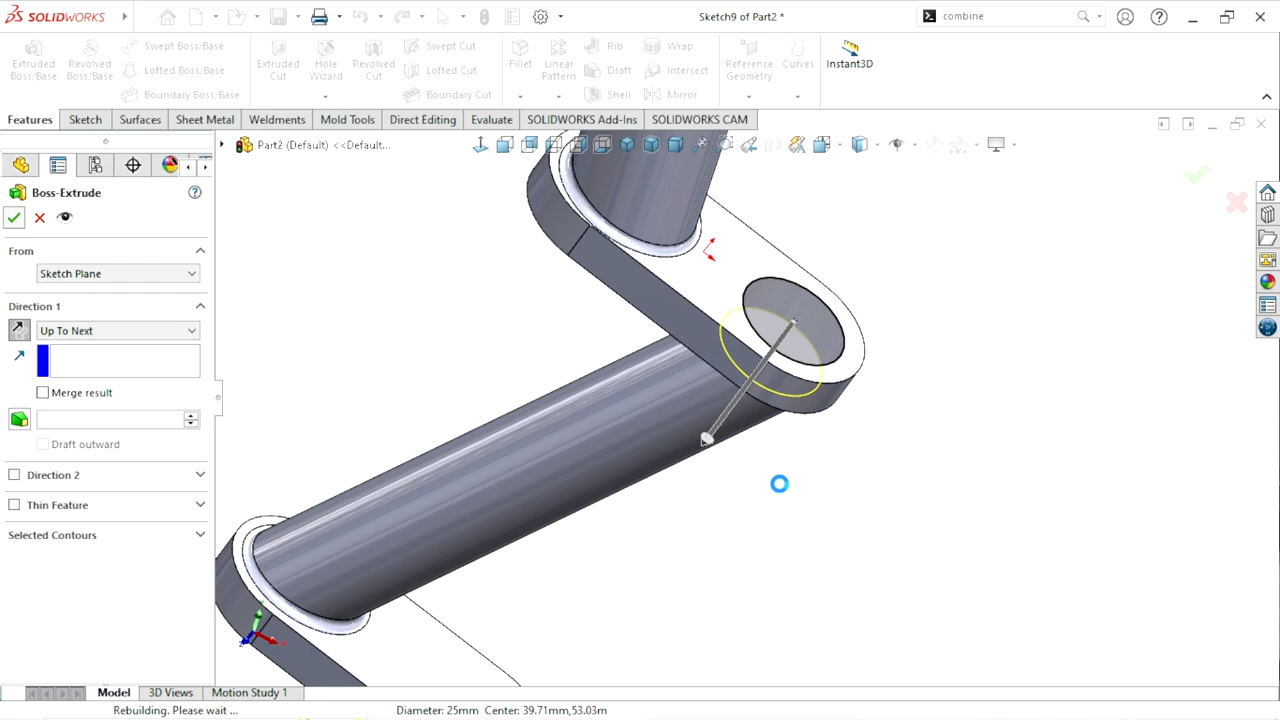 SOLIDWORKS
Sketch9 of Part2 *
combine
Extruded Boss/Base
Revolved Boss/Base
Swept Boss/Base
Lofted Boss/Base
Boundary Boss/Base
Extruded Cut
Hole Wizard
Revolved Cut
Swept Cut
Lofted Cut
Boundary Cut
Fillet
Linear Pattern
Rib
Draft
Shell
Wrap
Intersect
Mirror
Reference Geometry
Curves
Instant3D
Features
Sketch
Surfaces
Sheet Metal
Weldments
Mold Tools
Direct Editing
Evaluate
SOLIDWORKS Add-Ins
SOLIDWORKS CAM
Part2 (Default) <<Default...
Boss-Extrude
From
Sketch Plane
Direction 1
Up To Next
Merge result
Draft outward
Direction 2
Thin Feature
Selected Contours
Model
3D Views
Motion Study 1
Rebuilding. Please wait ...
Diameter: 25mm Center: 39.71mm,53.03m